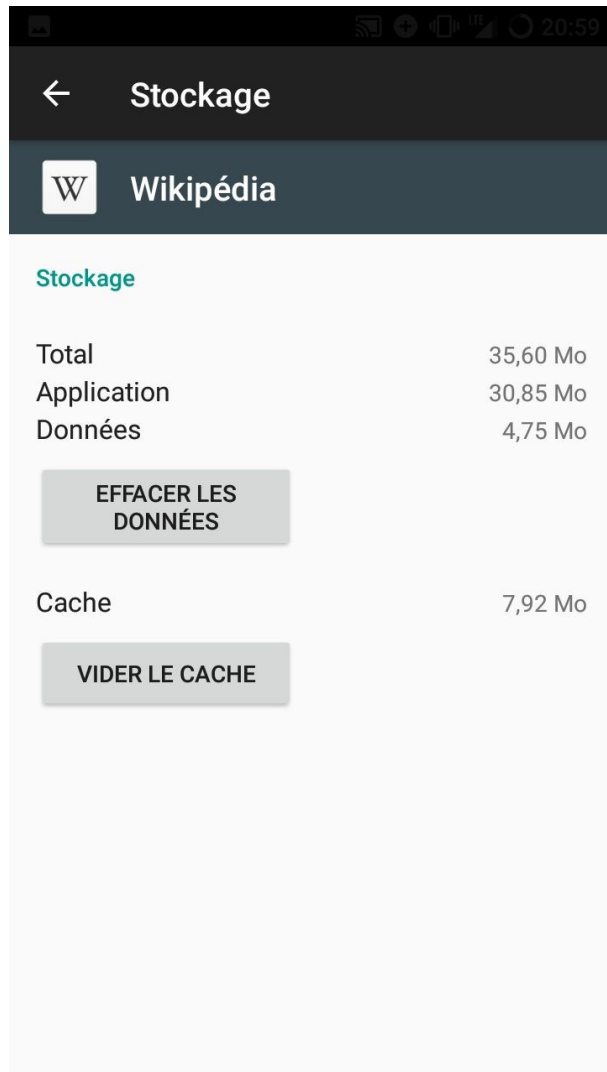 LTE 20:59
Stockage
W Wikipédia
Stockage
Total 35,60 Mo
Application 30,85 Mo
Données 4,75 Mo
EFFACER LES
DONNÉES
Cache 7,92 Mo
VIDER LE CACHE